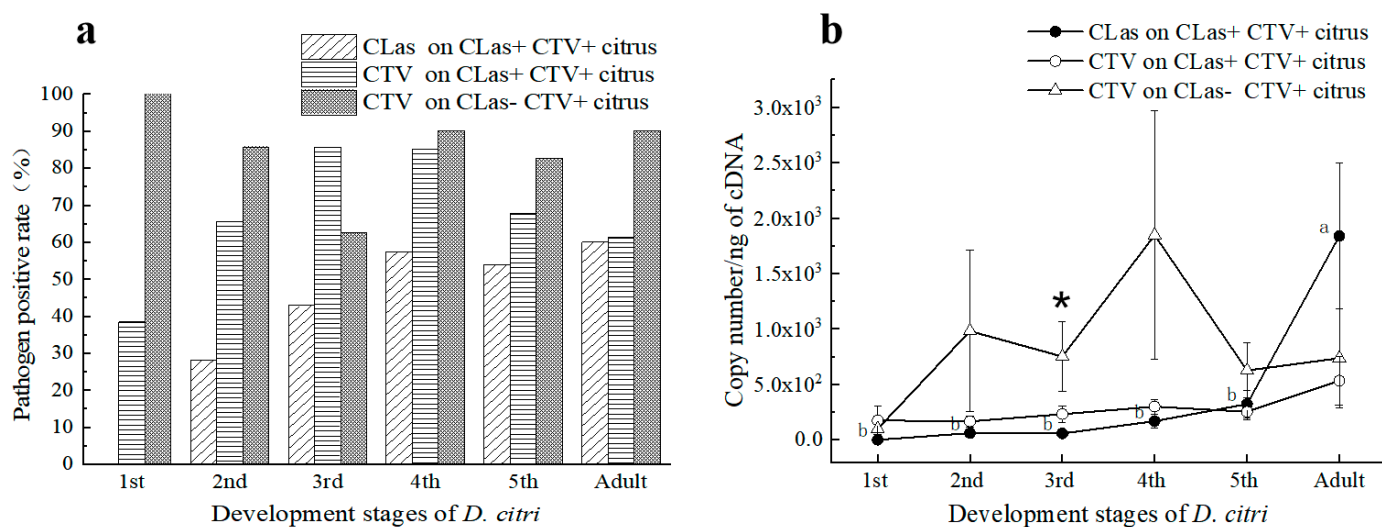 a
CLas on CLas+ CTV+ citrus
CTV on CLas+ CTV+ citrus
CTV on CLas- CTV+ citrus
100
90
80
70
60
50
40
30
20
10
0
Pathogen positive rate (%)
1st 2nd 3rd 4th 5th Adult
Development stages of D. citri
b
CLas on CLas+ CTV+ citrus
CTV on CLas+ CTV+ citrus
CTV on CLas- CTV+ citrus
3.0x10³
2.5x10³
2.0x10³
1.5x10³
1.0x10³
5.0x10²
0.0
Copy number/ng of cDNA
*
a
b b b b b
1st 2nd 3rd 4th 5th Adult
Development stages of D. citri